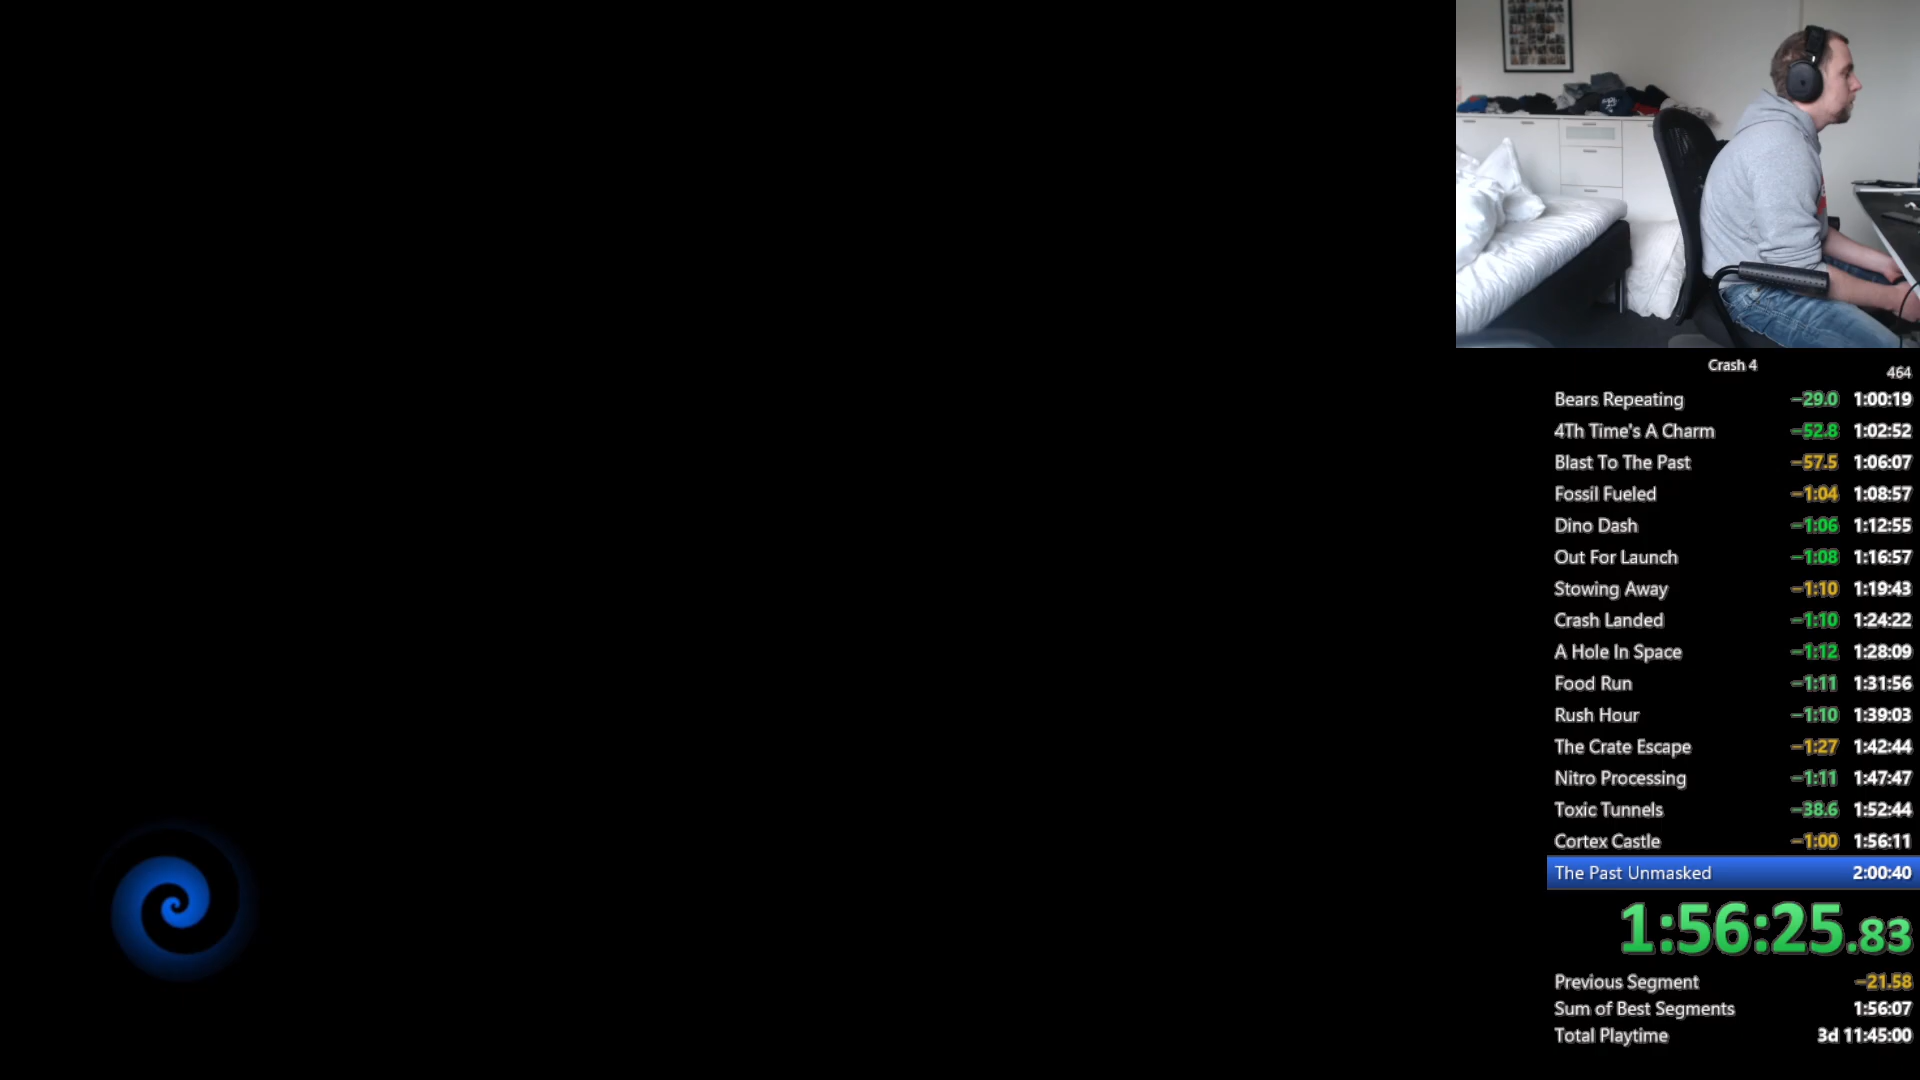 Crash 4
464
Bears Repeating −29.0 1:00:19
4Th Time's A Charm −52.8 1:02:52
Blast To The Past −57.5 1:06:07
Fossil Fueled −1:04 1:08:57
Dino Dash −1:06 1:12:55
Out For Launch −1:08 1:16:57
Stowing Away −1:10 1:19:43
Crash Landed −1:10 1:24:22
A Hole In Space −1:12 1:28:09
Food Run −1:11 1:31:56
Rush Hour −1:10 1:39:03
The Crate Escape −1:27 1:42:44
Nitro Processing −1:11 1:47:47
Toxic Tunnels −38.6 1:52:44
Cortex Castle −1:00 1:56:11
The Past Unmasked 2:00:40
1:56:25.83
Previous Segment −21.58
Sum of Best Segments 1:56:07
Total Playtime 3d 11:45:00